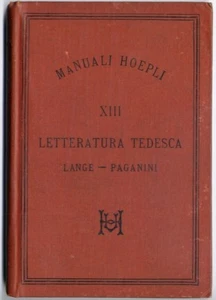 MANUALI HOEPLI
XIII
LETTERATURA TEDESCA
LANGE — PAGANINI